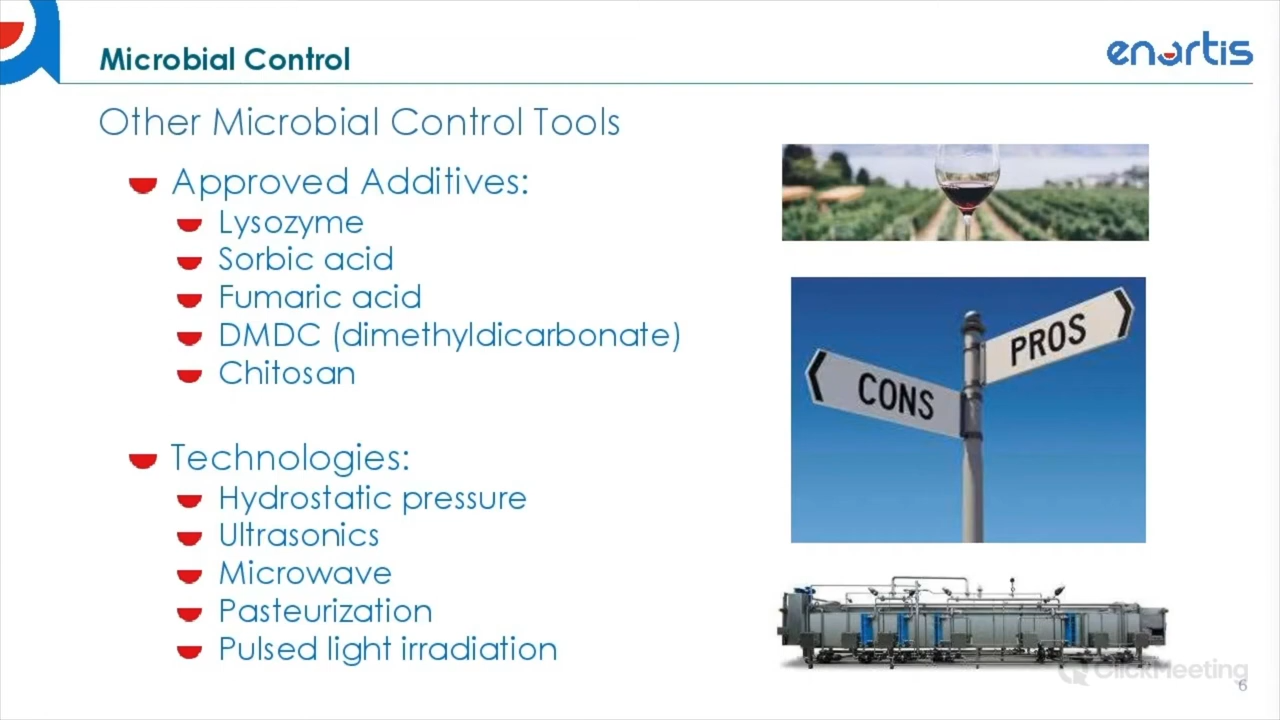 Microbial Control
enartis
Other Microbial Control Tools
Approved Additives:
Lysozyme
Sorbic acid
Fumaric acid
DMDC (dimethyldicarbonate)
Chitosan
Technologies:
Hydrostatic pressure
Ultrasonics
Microwave
Pasteurization
Pulsed light irradiation
PROS
CONS
ClickMeeting
6